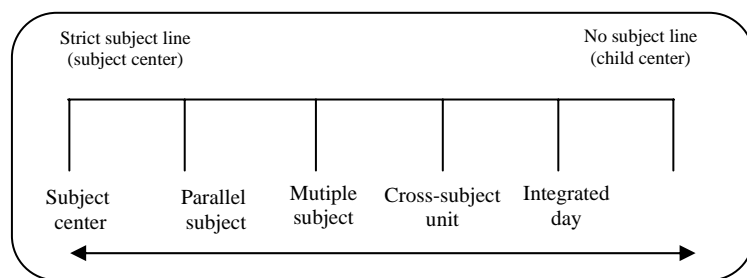 Strict subject line
(subject center)
No subject line
(child center)
Subject
center
Parallel
subject
Mutiple
subject
Cross-subject
unit
Integrated
day